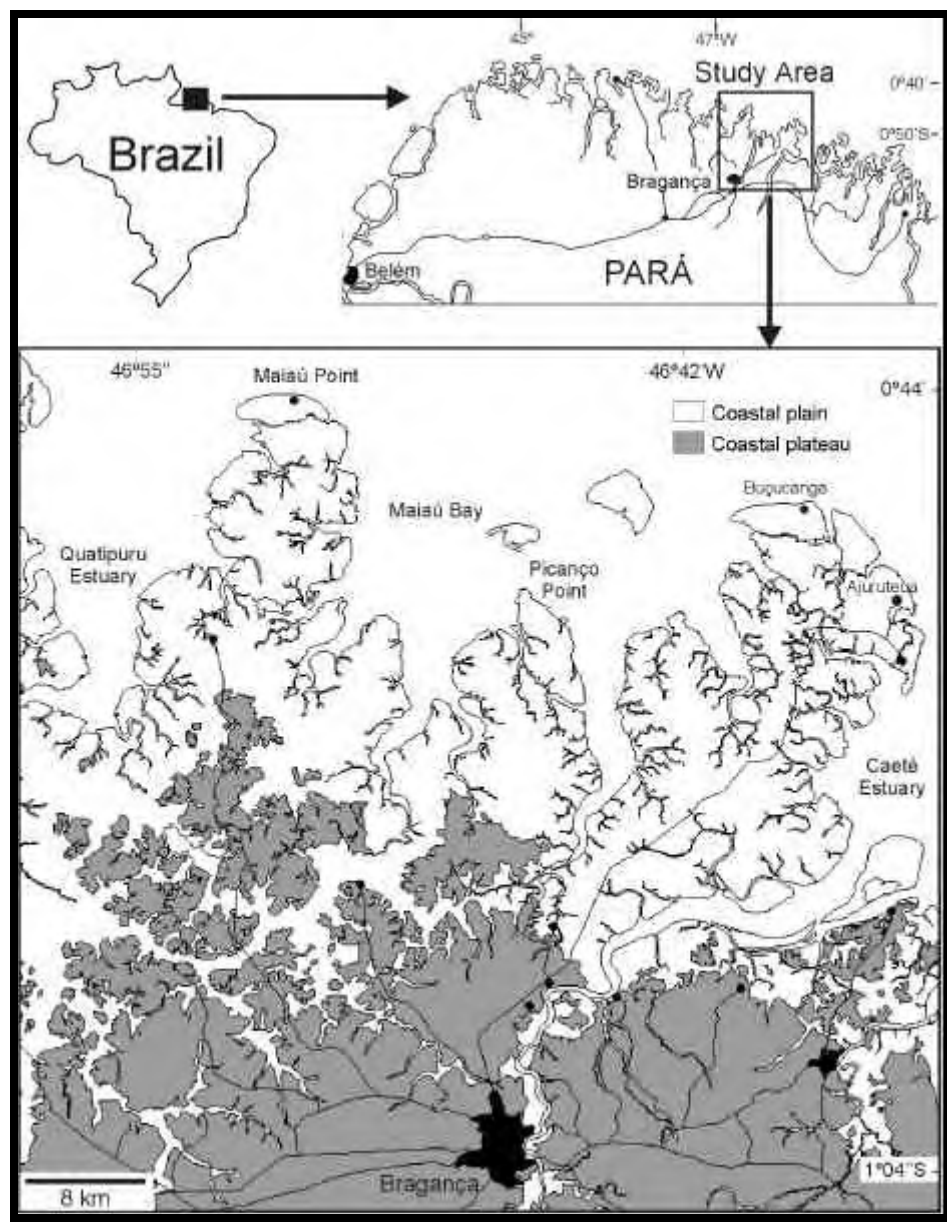 47°W
Study Area
0°40'
0°50'S
Brazil
Bragança
Belém
PARÁ
46°55"
46°42'W
Maiaú Point
0°44'
Coastal plain
Coastal plateau
Buçucanga
Maiaú Bay
Quatipuru
Estuary
Picanço
Point
Ajuruteua
Caeté
Estuary
1°04"S
8 km
Bragança